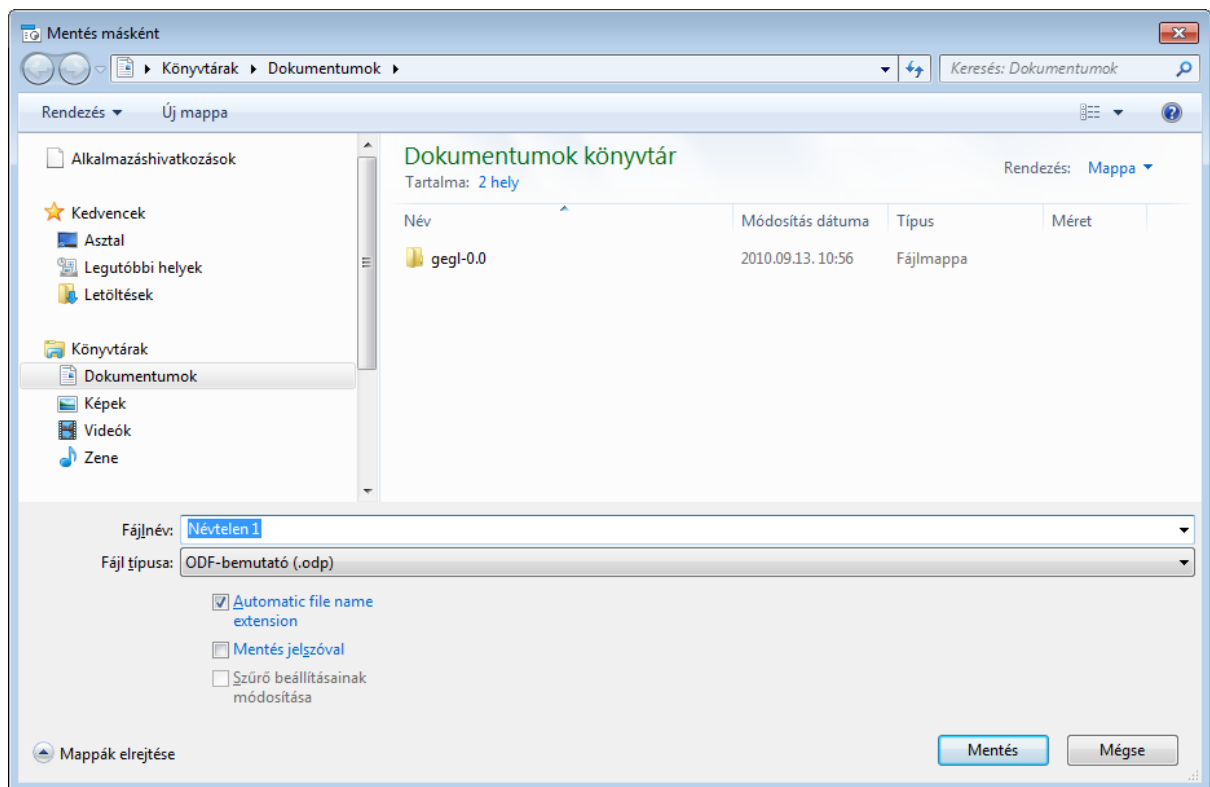 Mentés másként
Könyvtárak Dokumentumok
Keresés: Dokumentumok
Rendezés Új mappa
Alkalmazáshivatkozások
Kedvencek
Asztal
Legutóbbi helyek
Letöltések
Könyvtárak
Dokumentumok
Képek
Videók
Zene
Dokumentumok könyvtár
Tartalma: 2 hely
Rendezés: Mappa
Név Módosítás dátuma Típus Méret
gegl-0.0 2010.09.13. 10:56 Fájlmappa
Fájlnév: Névtelen 1
Fájl típusa: ODF-bemutató (.odp)
Automatic file name
extension
Mentés jelszóval
Szűrő beállításainak
módosítása
Mappák elrejtése
Mentés Mégse